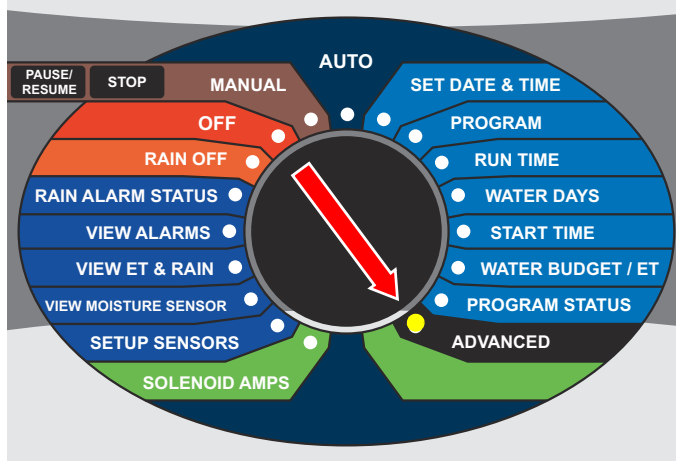 AUTO
PAUSE/
RESUME
STOP
MANUAL
OFF
RAIN OFF
RAIN ALARM STATUS
VIEW ALARMS
VIEW ET & RAIN
VIEW MOISTURE SENSOR
SETUP SENSORS
SOLENOID AMPS
SET DATE & TIME
PROGRAM
RUN TIME
WATER DAYS
START TIME
WATER BUDGET / ET
PROGRAM STATUS
ADVANCED